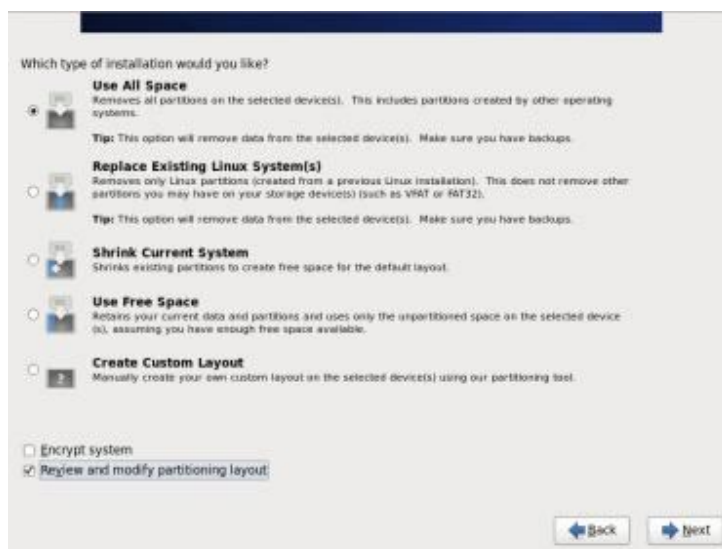 Which type of installation would you like?
Use All Space
Removes all partitions on the selected device(s). This includes partitions created by other operating
systems.
Tip: This option will remove data from the selected device(s). Make sure you have backups.
Replace Existing Linux System(s)
Removes only Linux partitions (created from a previous Linux installation). This does not remove other
partitions you may have on your storage device(s) (such as VFAT or FAT32).
Tip: This option will remove data from the selected device(s). Make sure you have backups.
Shrink Current System
Shrinks existing partitions to create free space for the default layout.
Use Free Space
Retains your current data and partitions and uses only the unpartitioned space on the selected device
(s), assuming you have enough free space available.
Create Custom Layout
?
Manually create your own custom layout on the selected device(s) using our partitioning tool.
Encrypt system
Review and modify partitioning layout
Back
Next